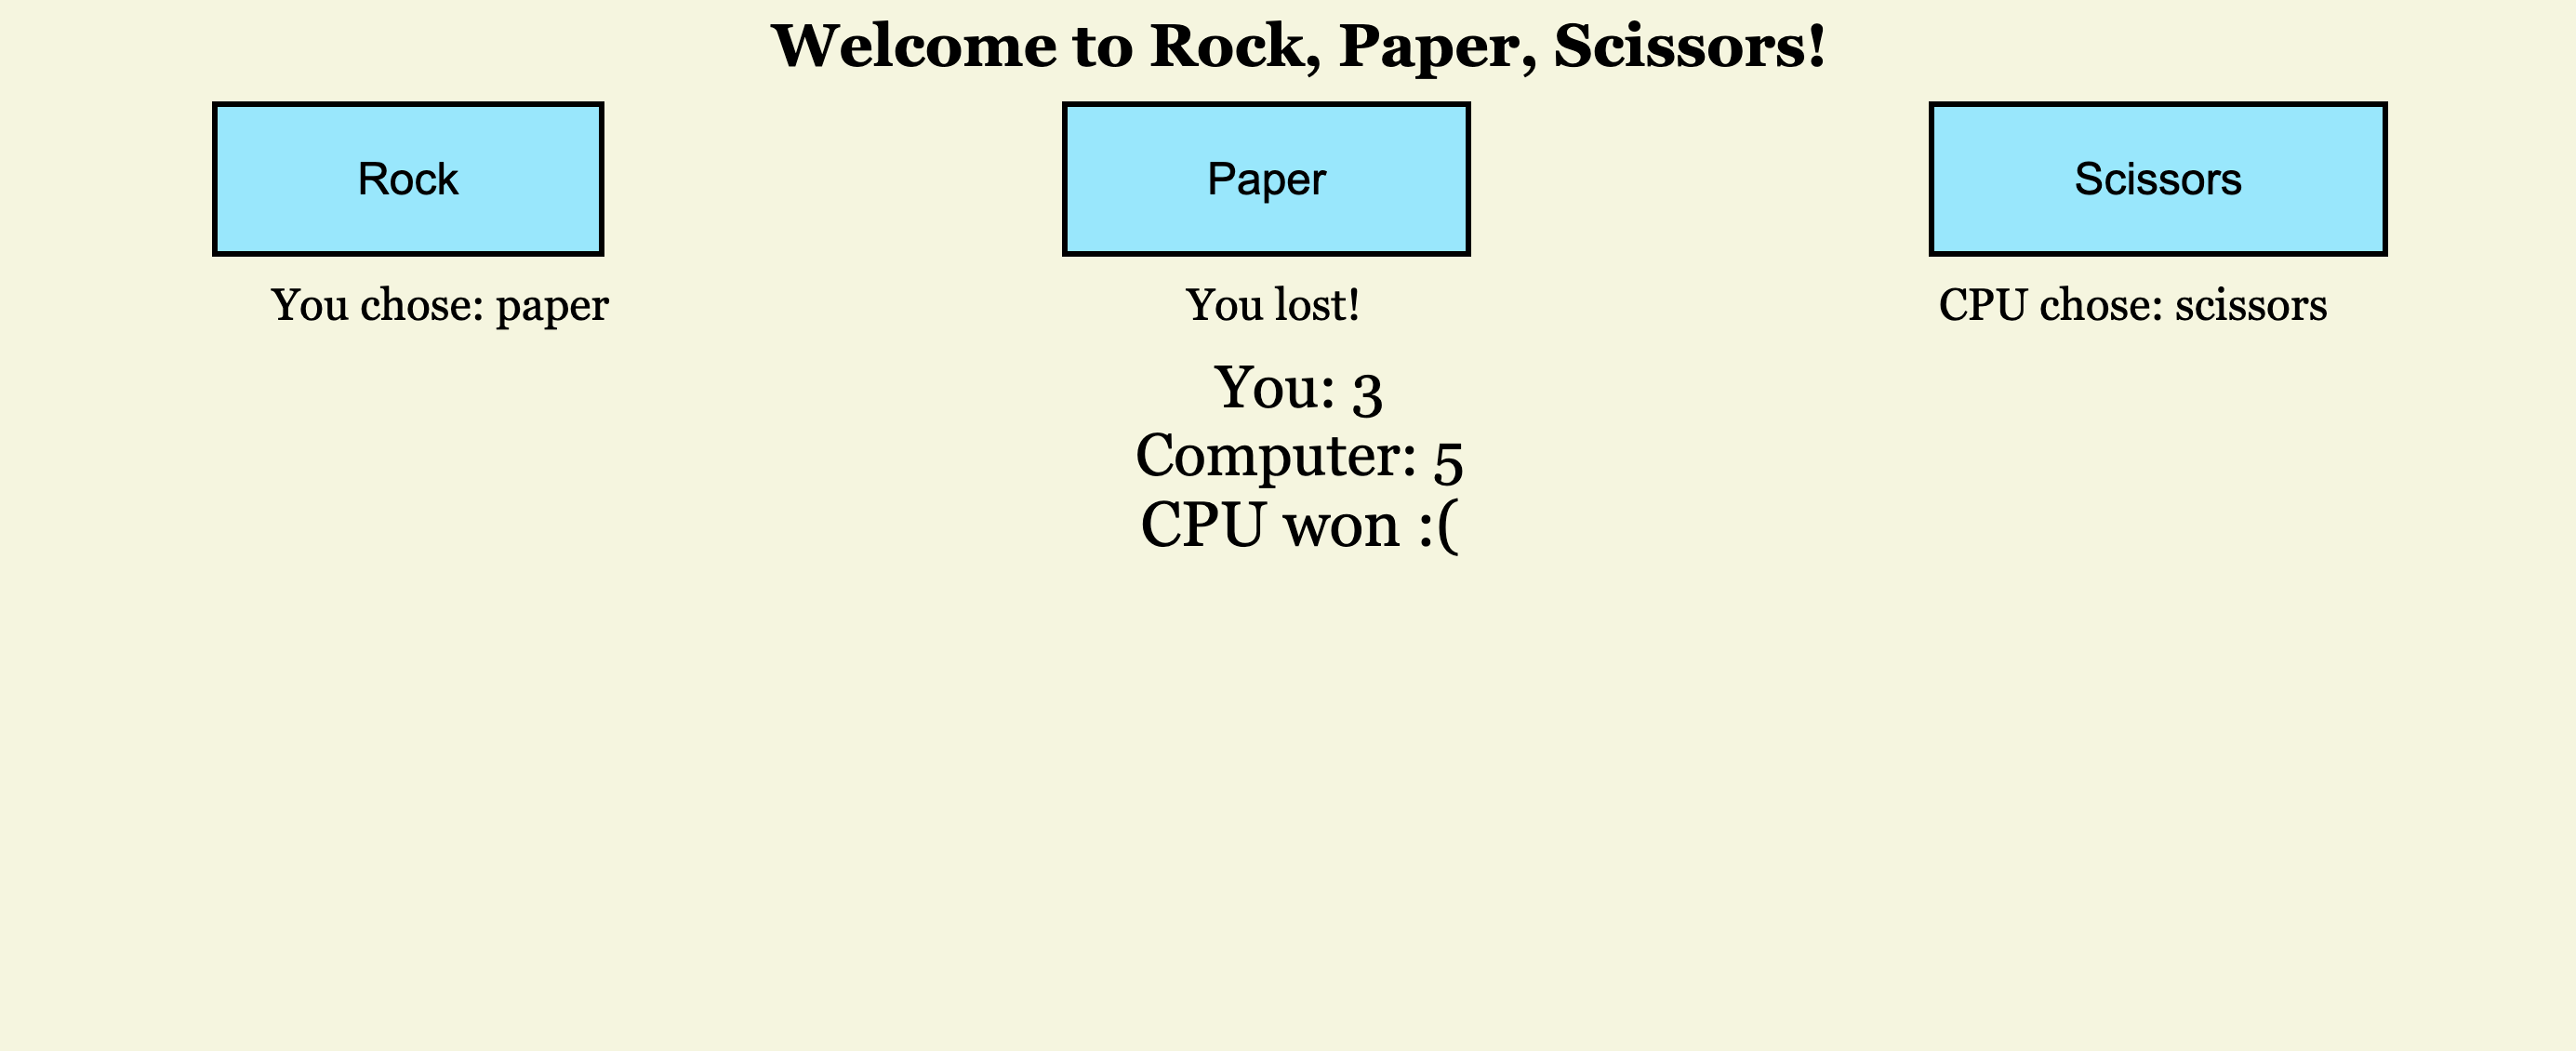 Welcome to Rock, Paper, Scissors!
Rock
Paper
Scissors
You chose: paper
You lost!
CPU chose: scissors
You: 3
Computer: 5
CPU won :(